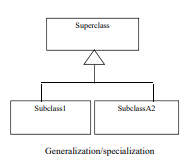 Superclass
Subclass1
SubclassA2
Generalization/specialization